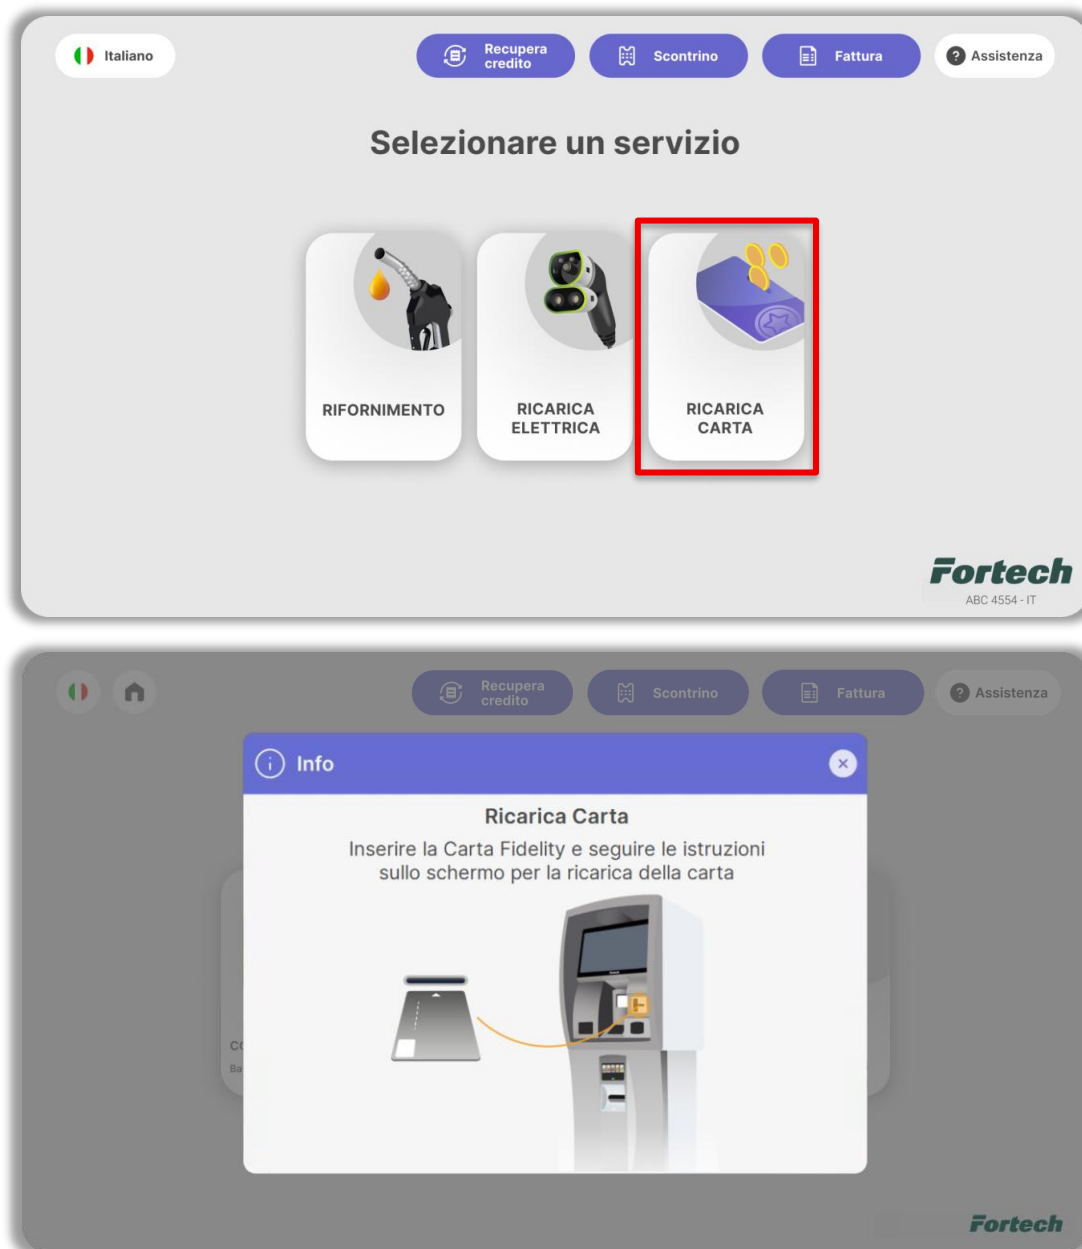 Italiano
Recupera
credito
Scontrino
Fattura
Assistenza
Selezionare un servizio
RIFORNIMENTO
RICARICA
ELETTRICA
RICARICA
CARTA
Fortech
ABC 4554 - IT
Recupera
credito
Scontrino
Fattura
Assistenza
Info
Ricarica Carta
Inserire la Carta Fidelity e seguire le istruzioni
sullo schermo per la ricarica della carta
CO
Ba
Fortech